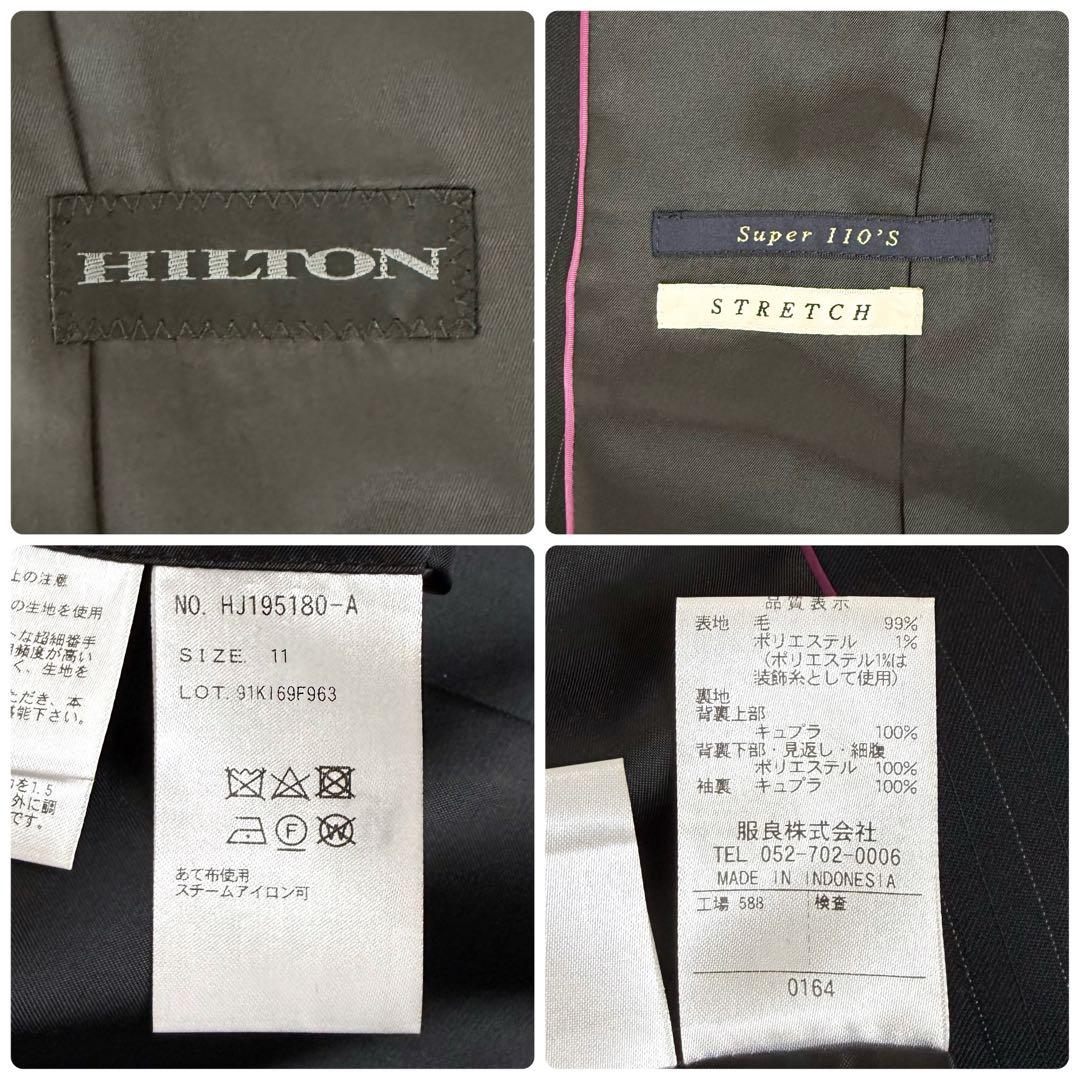 HILTON
Super 110'S
STRETCH
上の注意
の生地を使用
な超細番手
頻度が高い
く、生地を
ただき、本
能下さい。
を1.5
外に調
です。
NO. HJ195180-A
SIZE. 11
LOT. 91KI69F963
F
W
あて布使用
スチームアイロン可
品質表示
表地 毛 99%
ポリエステル 1%
(ポリエステル1%は
装飾糸として使用)
裏地
背裏上部
キュプラ 100%
背裏下部・見返し・細腹
ポリエステル 100%
袖裏 キュプラ 100%
服良株式会社
TEL 052-702-0006
MADE IN INDONESIA
工場 588 検査
0164